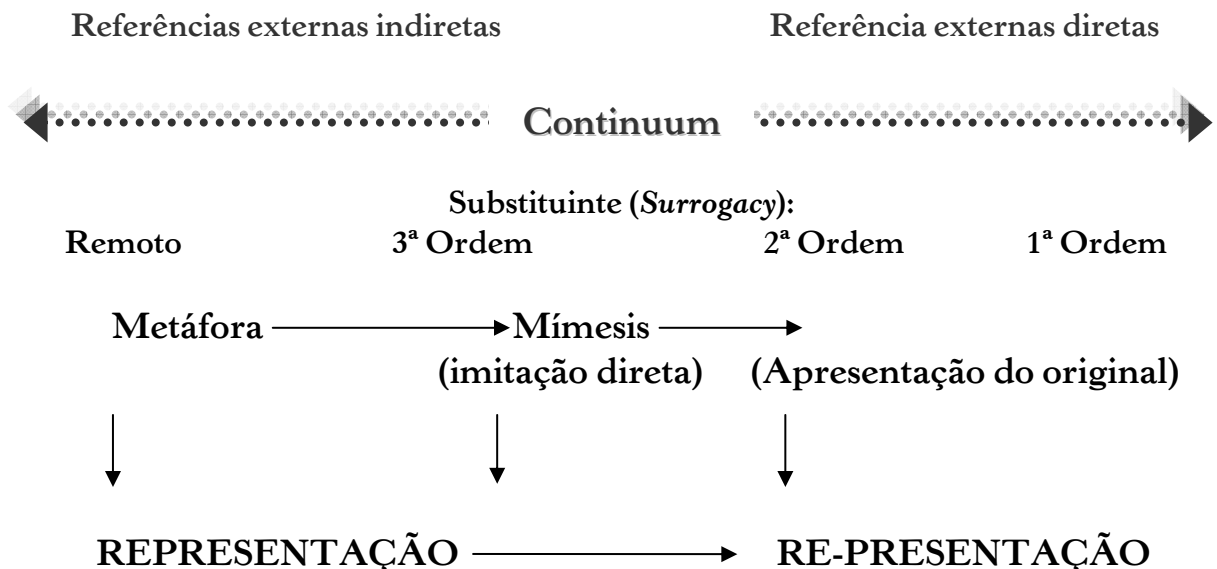 Referências externas indiretas Referência externas diretas
Continuum
Substituinte (Surrogacy):
Remoto 3ª Ordem 2ª Ordem 1ª Ordem
Metáfora Mímesis
(imitação direta) (Apresentação do original)
REPRESENTAÇÃO RE-PRESENTAÇÃO